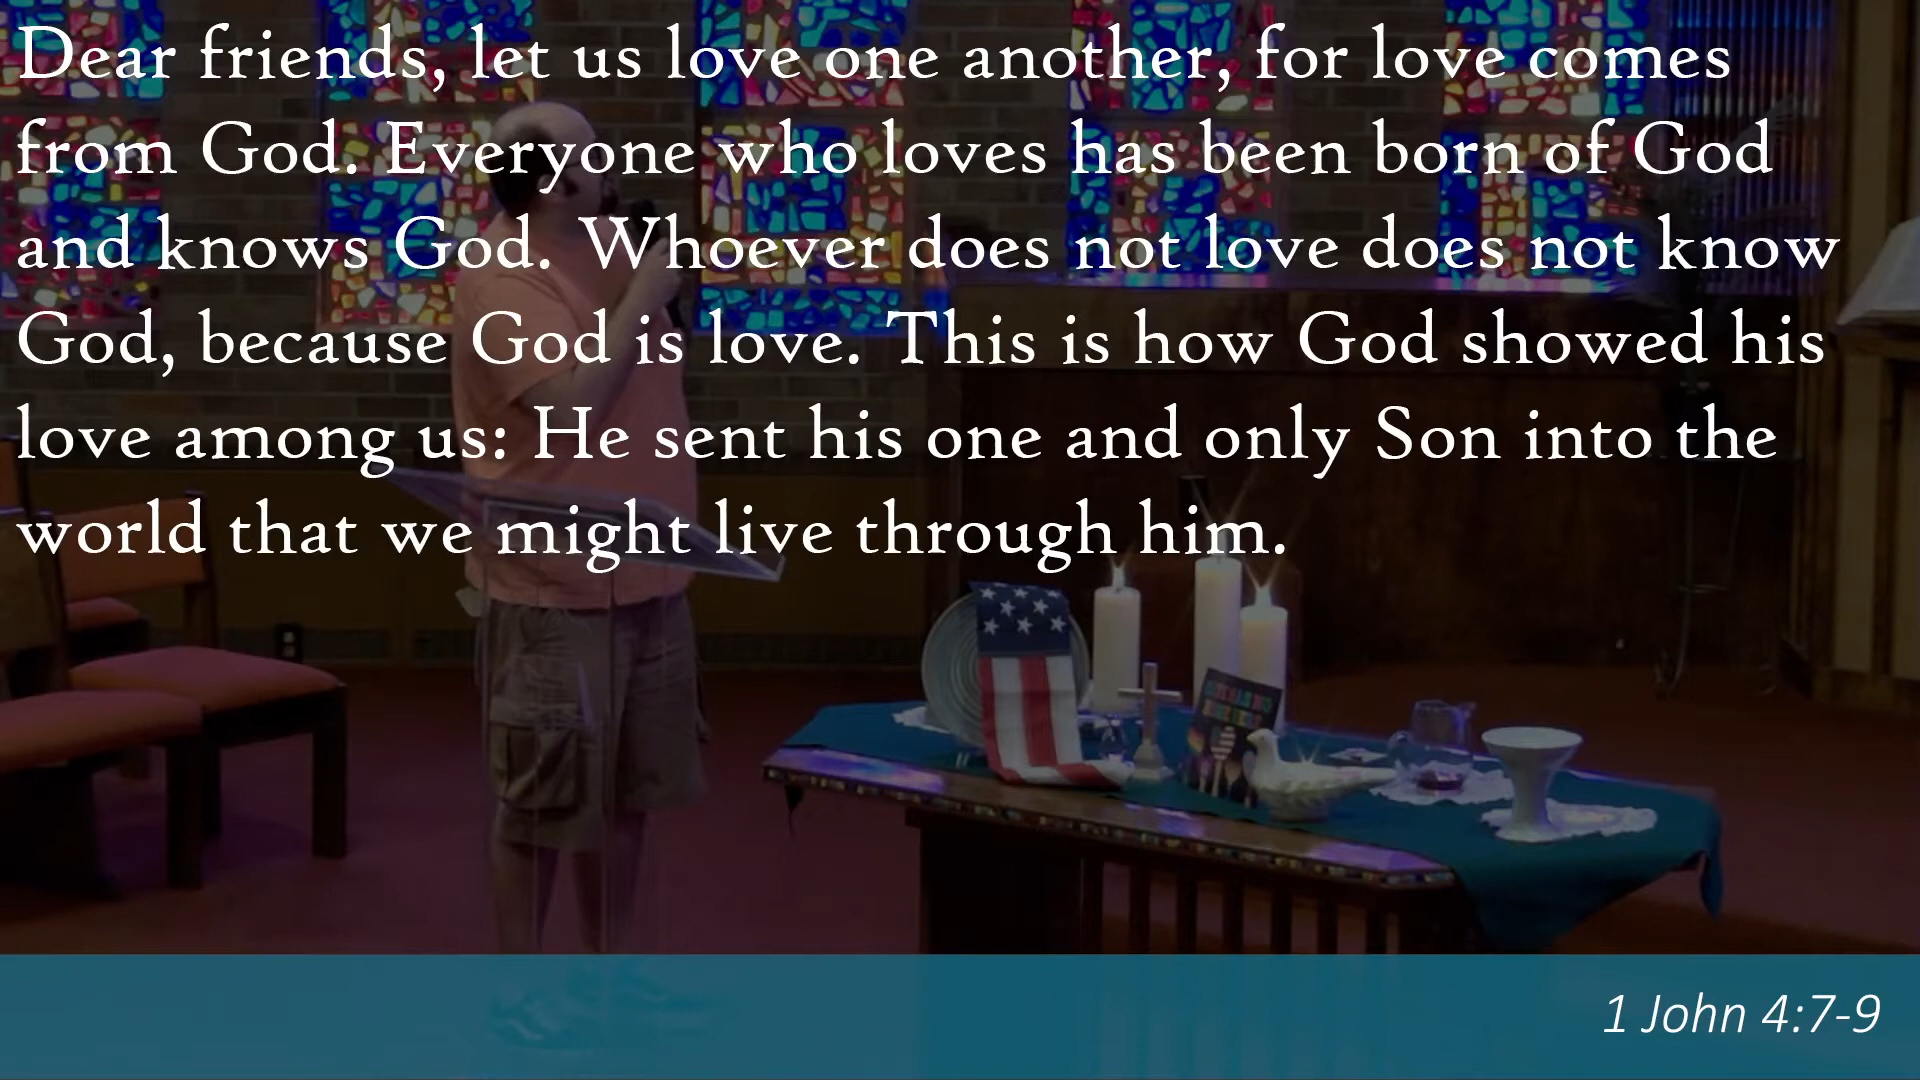 Dear friends, let us love one another, for love comes
from God. Everyone who loves has been born of God
and knows God. Whoever does not love does not know
God, because God is love. This is how God showed his
love among us: He sent his one and only Son into the
world that we might live through him.
1 John 4:7-9